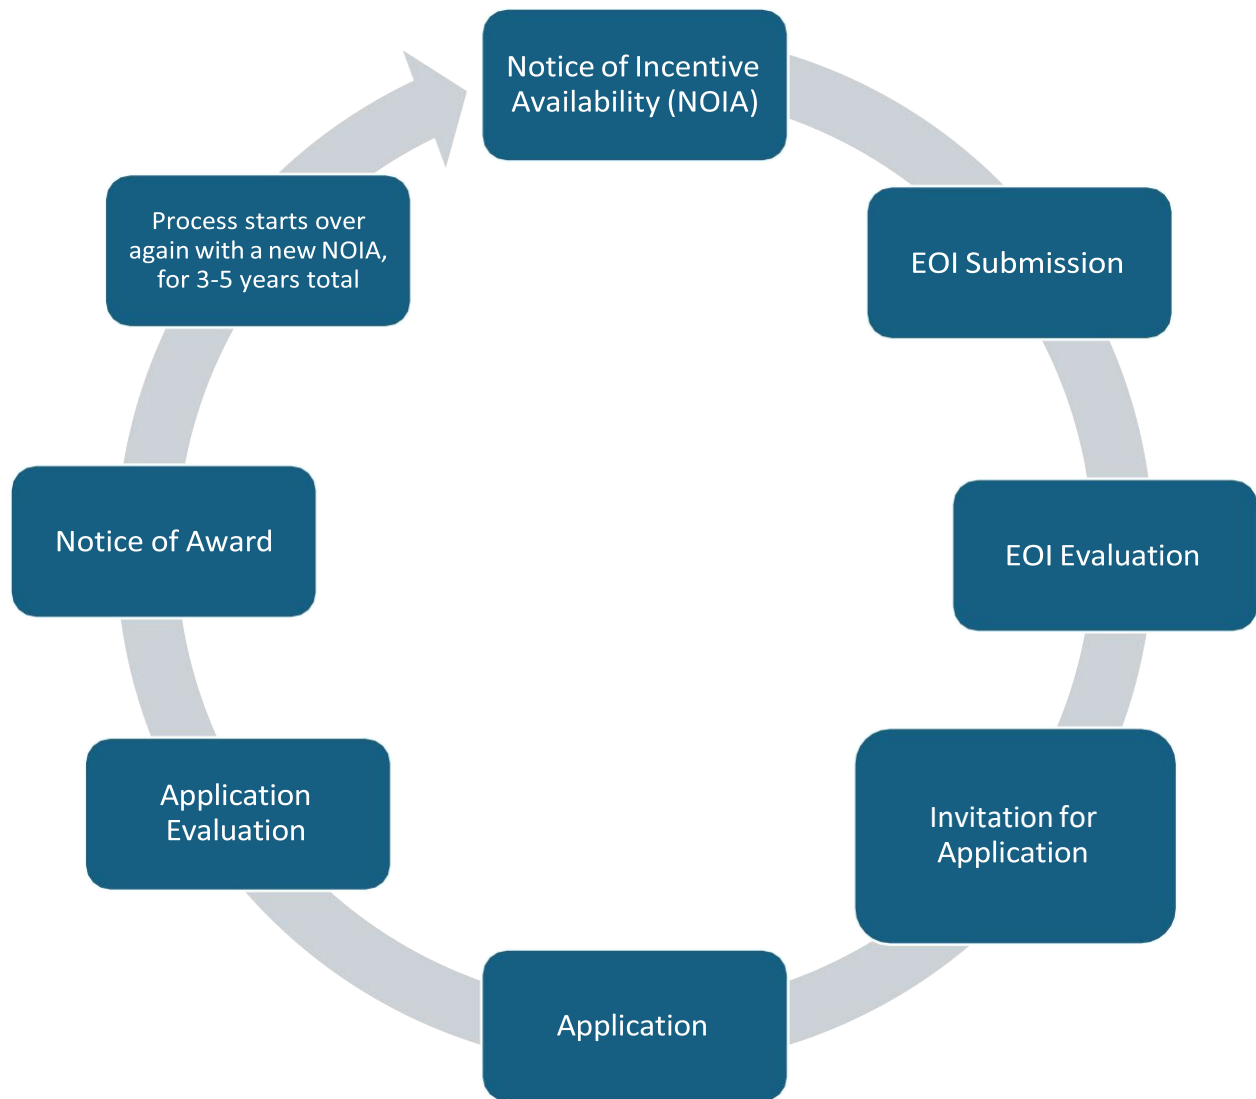 Notice of Incentive
Availability (NOIA)
EOI Submission
EOI Evaluation
Invitation for
Application
Application
Application
Evaluation
Notice of Award
Process starts over
again with a new NOIA,
for 3-5 years total